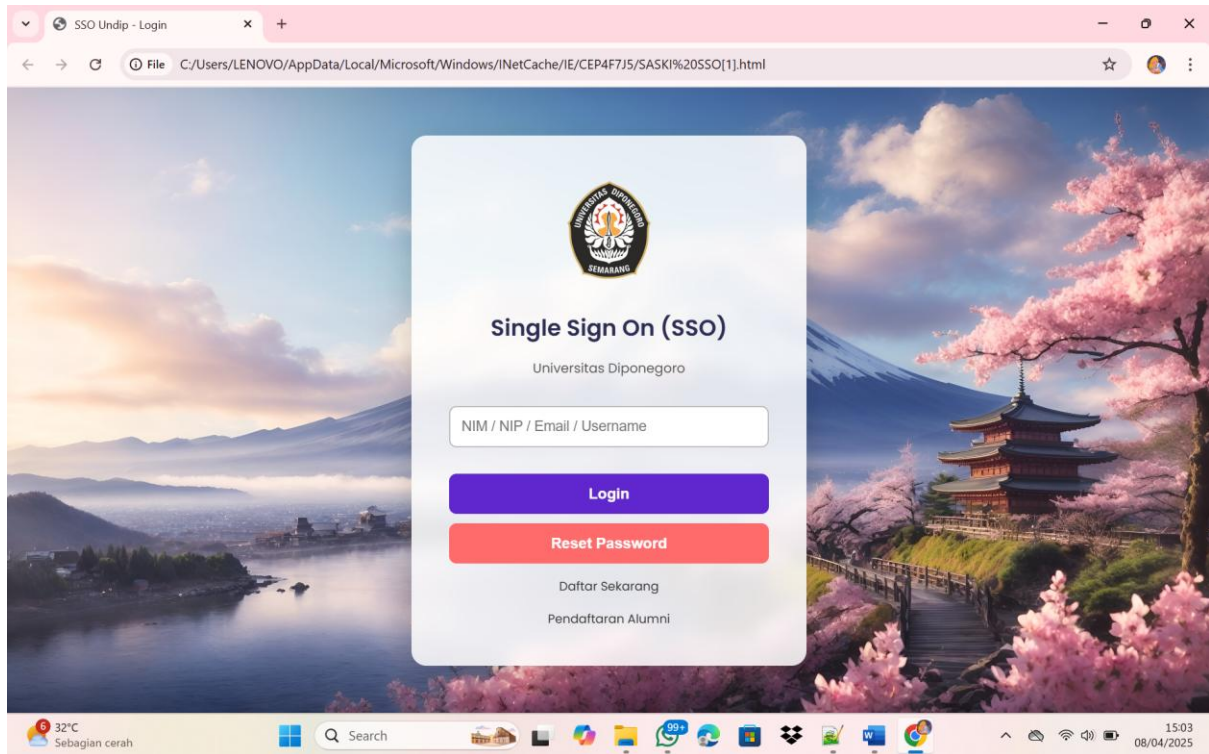 SSO Undip - Login
File
C:/Users/LENOVO/AppData/Local/Microsoft/Windows/INetCache/IE/CEP4F7J5/SASKI%20SSO[1].html
UNIVERSITAS DIPONEGORO
SEMARANG
Single Sign On (SSO)
Universitas Diponegoro
NIM / NIP / Email / Username
Login
Reset Password
Daftar Sekarang
Pendaftaran Alumni
6
32°C
Sebagian cerah
Search
99+
15:03
08/04/2025